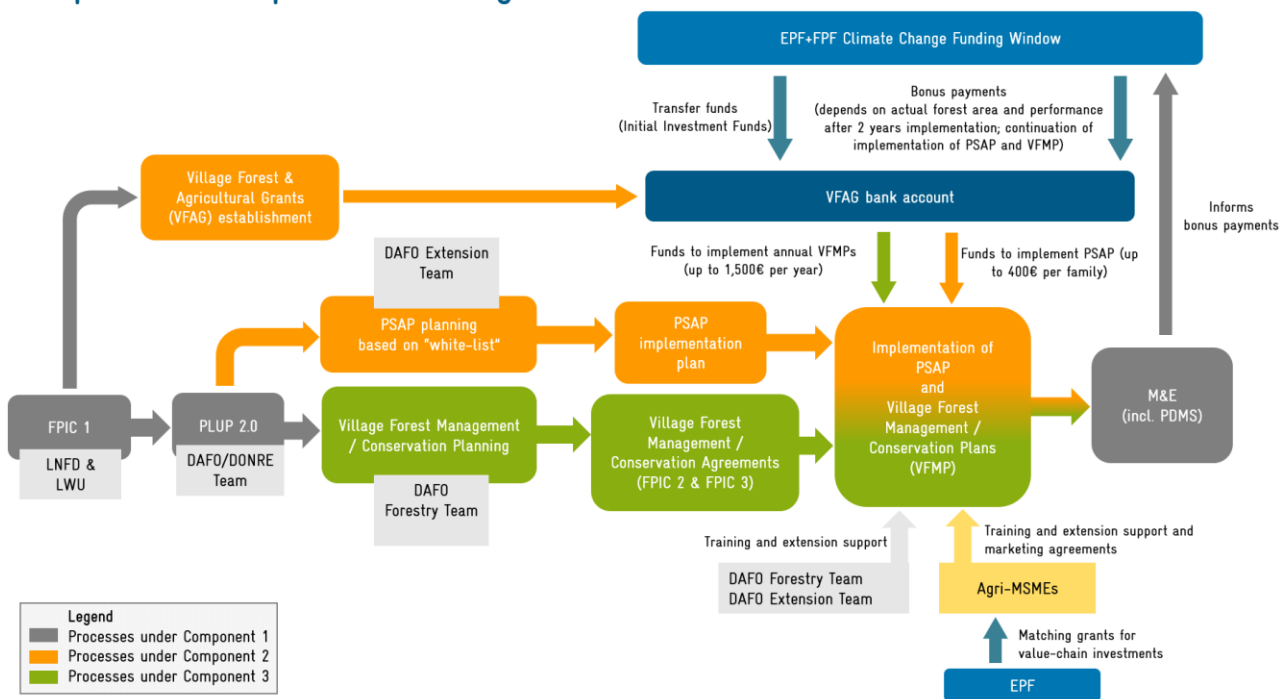 EPF+FPF Climate Change Funding Window
Transfer funds
(Initial Investment Funds)
Bonus payments
(depends on actual forest area and performance
after 2 years implementation; continuation of
implementation of PSAP and VFMP)
Village Forest &
Agricultural Grants
(VFAG) establishment
VFAG bank account
Informs
bonus payments
DAFO Extension
Team
Funds to implement annual VFMPs
(up to 1,500€ per year)
Funds to implement PSAP (up
to 400€ per family)
PSAP planning
based on "white-list"
PSAP
implementation
plan
Implementation of
PSAP
and
Village Forest
Management /
Conservation Plans
(VFMP)
M&E
(incl. PDMS)
FPIC 1
LNFD &
LWU
PLUP 2.0
DAFO/DONRE
Team
Village Forest Management
/ Conservation Planning
DAFO
Forestry Team
Village Forest
Management /
Conservation Agreements
(FPIC 2 & FPIC 3)
Training and extension support
DAFO Forestry Team
DAFO Extension Team
Training and extension support and
marketing agreements
Agri-MSMEs
Matching grants for
value-chain investments
EPF
Legend
Processes under Component 1
Processes under Component 2
Processes under Component 3